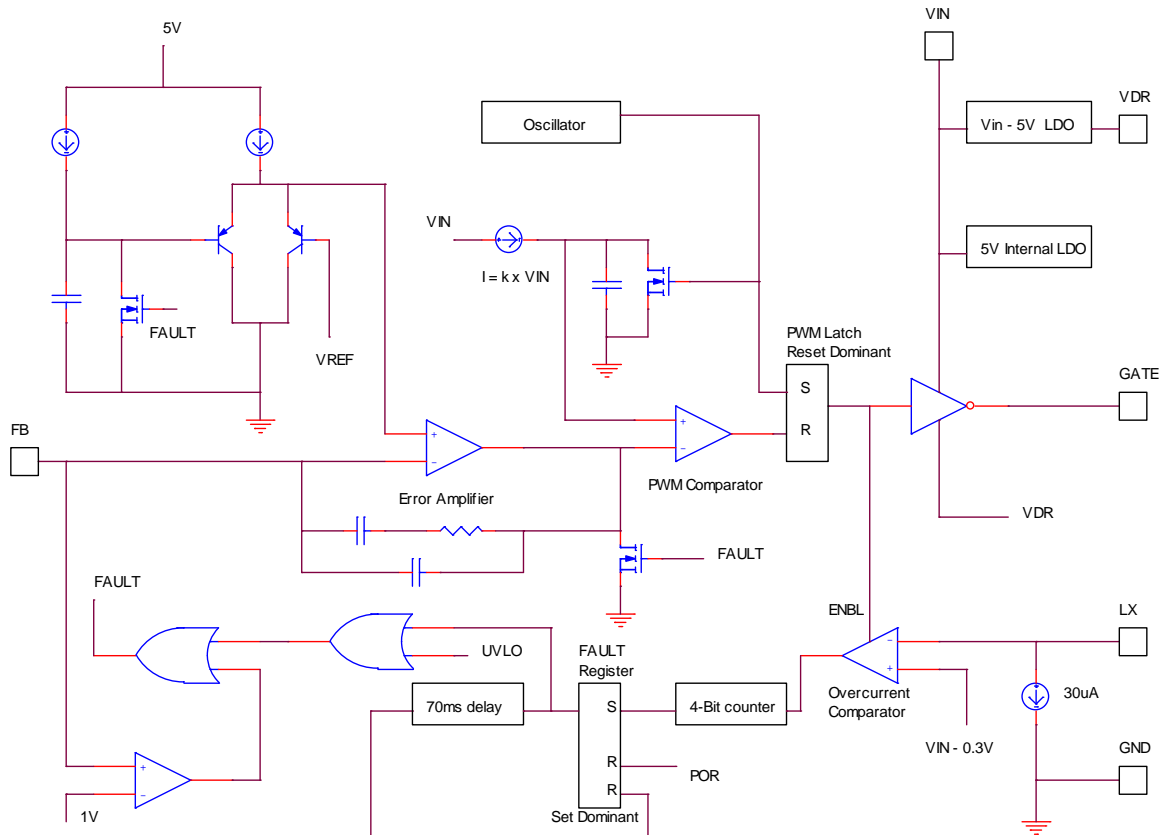 VIN
5V
VDR
Oscillator
Vin - 5V LDO
VIN
5V Internal LDO
I = k x VIN
FAULT
PWM Latch
Reset Dominant
VREF
GATE
S
FB
+
+
R
−
−
PWM Comparator
Error Amplifier
VDR
FAULT
FAULT
ENBL
LX
−
UVLO
FAULT
Register
+
Overcurrent
Comparator
30uA
70ms delay
S
4-Bit counter
VIN - 0.3V
GND
+
R
POR
−
R
1V
Set Dominant